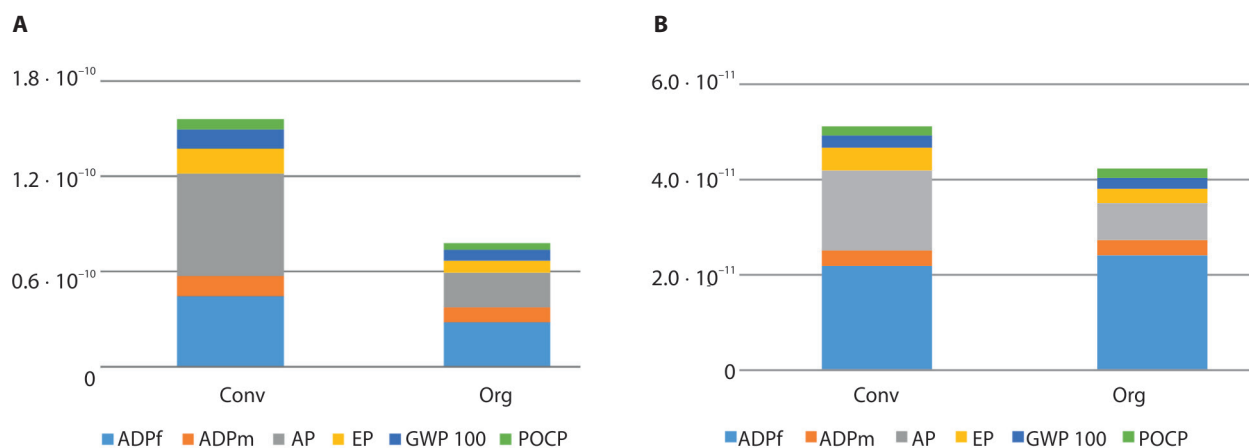 A
1.8 · 10⁻¹⁰
1.2 · 10⁻¹⁰
0.6 · 10⁻¹⁰
0
Conv Org
ADPf ADPm AP EP GWP 100 POCP
B
6.0 · 10⁻¹¹
4.0 · 10⁻¹¹
2.0 · 10⁻¹¹
0
Conv Org
ADPf ADPm AP EP GWP 100 POCP